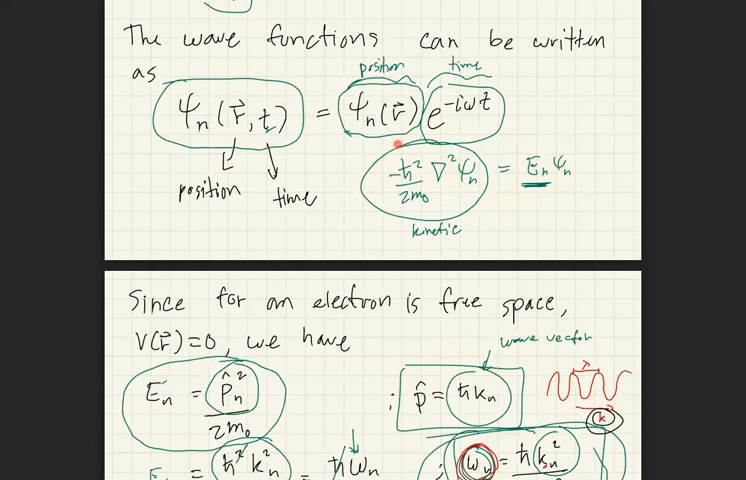 The wave functions can be written
as
position time
Ψn(r⃗, t) = Ψn(r⃗) e^-iωt
position time
-ħ²/2m₀ ∇²Ψn = EnΨn
kinetic
Since for an electron is free space,
V(r⃗)=0, we have
wave vector
En = p̂n²/2m₀ ; p̂ = ħkn
λ
k
ħ²kn² = ħωn ; ωn = ħkn²